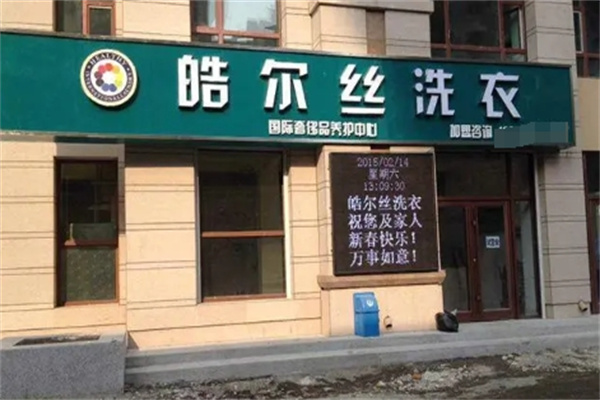 皓尔丝洗衣
国际奢侈品养护中心
加盟咨询
2015/02/14
星期六
13:09:30
皓尔丝洗衣
祝您及家人
新春快乐！
万事如意！